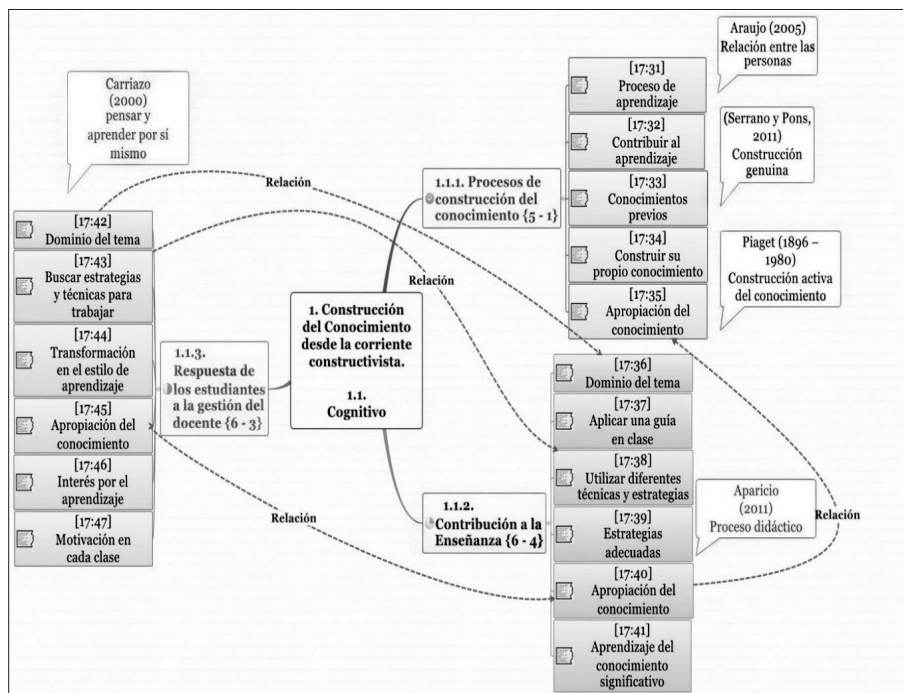 Carriazo
(2000)
pensar y
aprender por sí
mismo
[17:42]
Dominio del tema
[17:43]
Buscar estrategias
y técnicas para
trabajar
[17:44]
Transformación
en el estilo de
aprendizaje
[17:45]
Apropiación del
conocimiento
[17:46]
Interés por el
aprendizaje
[17:47]
Motivación en
cada clase
1.1.3.
Respuesta de
los estudiantes
a la gestión del
docente {6 - 3}
1. Construcción
del Conocimiento
desde la corriente
constructivista.
1.1.
Cognitivo
Relación
Relación
Relación
Relación
1.1.1. Procesos de
construcción del
conocimiento {5 - 1}
[17:31]
Proceso de
aprendizaje
[17:32]
Contribuir al
aprendizaje
[17:33]
Conocimientos
previos
[17:34]
Construir su
propio conocimiento
[17:35]
Apropiación del
conocimiento
Araujo (2005)
Relación entre las
personas
(Serrano y Pons,
2011)
Construcción
genuina
Piaget (1896 –
1980)
Construcción activa
del conocimiento
1.1.2.
Contribución a la
Enseñanza {6 - 4}
[17:36]
Dominio del tema
[17:37]
Aplicar una guía
en clase
[17:38]
Utilizar diferentes
técnicas y estrategias
[17:39]
Estrategias
adecuadas
[17:40]
Apropiación del
conocimiento
[17:41]
Aprendizaje del
conocimiento
significativo
Aparicio
(2011)
Proceso didáctico